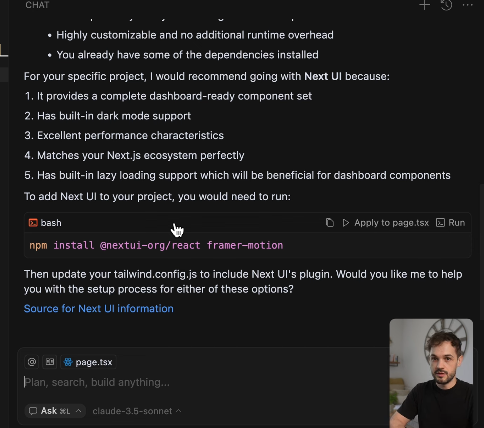 CHAT
• Highly customizable and no additional runtime overhead
• You already have some of the dependencies installed
For your specific project, I would recommend going with Next UI because:
1. It provides a complete dashboard-ready component set
2. Has built-in dark mode support
3. Excellent performance characteristics
4. Matches your Next.js ecosystem perfectly
5. Has built-in lazy loading support which will be beneficial for dashboard components
To add Next UI to your project, you would need to run:
bash Apply to page.tsx Run
npm install @nextui-org/react framer-motion
Then update your tailwind.config.js to include Next UI's plugin. Would you like me to help
you with the setup process for either of these options?
Source for Next UI information
@ page.tsx
Plan, search, build anything...
Ask ⌘L claude-3.5-sonnet